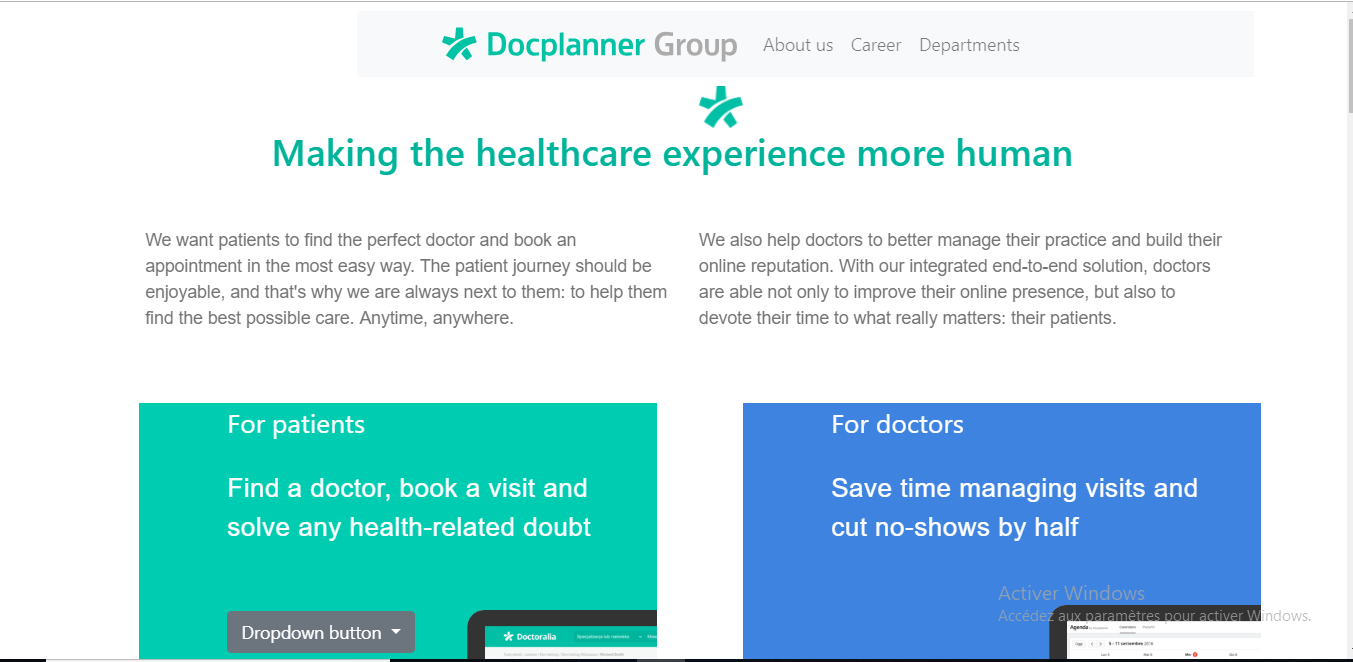 Docplanner Group About us Career Departments
Making the healthcare experience more human
We want patients to find the perfect doctor and book an
appointment in the most easy way. The patient journey should be
enjoyable, and that's why we are always next to them: to help them
find the best possible care. Anytime, anywhere.
We also help doctors to better manage their practice and build their
online reputation. With our integrated end-to-end solution, doctors
are able not only to improve their online presence, but also to
devote their time to what really matters: their patients.
For patients
Find a doctor, book a visit and
solve any health-related doubt
Dropdown button
Doctoralia
For doctors
Save time managing visits and
cut no-shows by half
Activer Windows
Accédez aux paramètres pour activer Windows.
Agenda